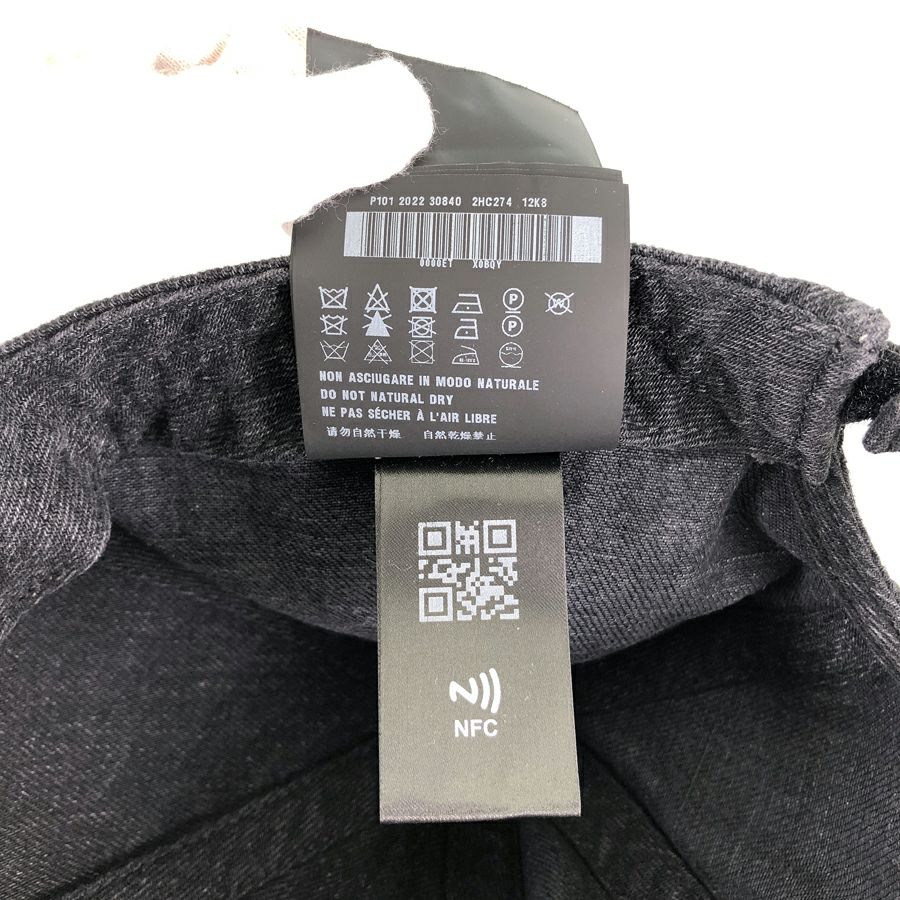 P101 2022 30840 2HC274 12K8
0000ET X0BQY
P
P
NON ASCIUGARE IN MODO NATURALE
DO NOT NATURAL DRY
NE PAS SÉCHER À L'AIR LIBRE
请勿自然干燥 自然乾燥禁止
NFC